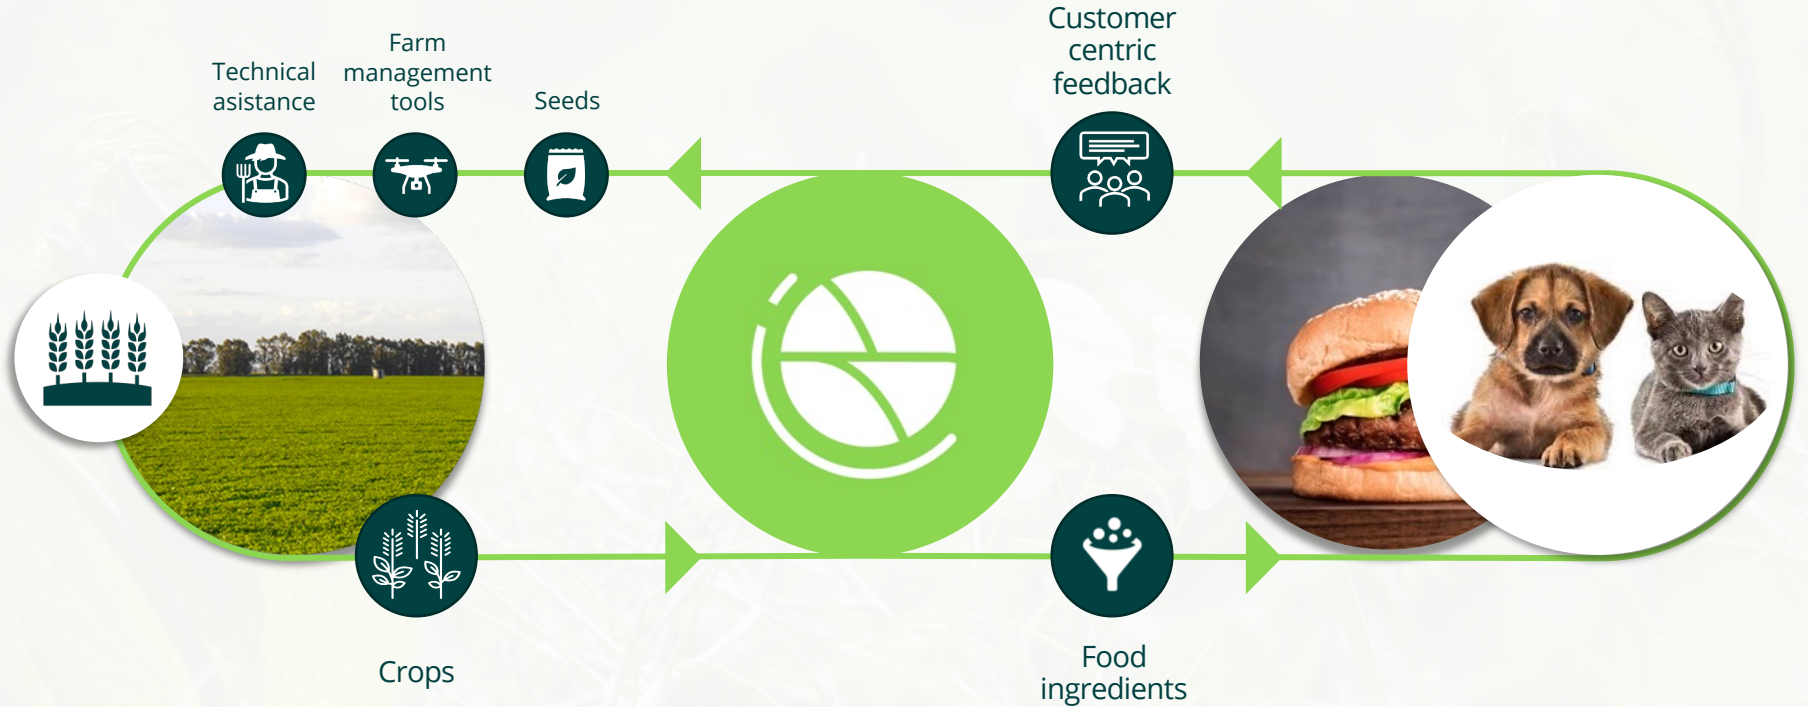 Technical
asistance
Farm
management
tools
Seeds
Customer
centric
feedback
Crops
Food
ingredients